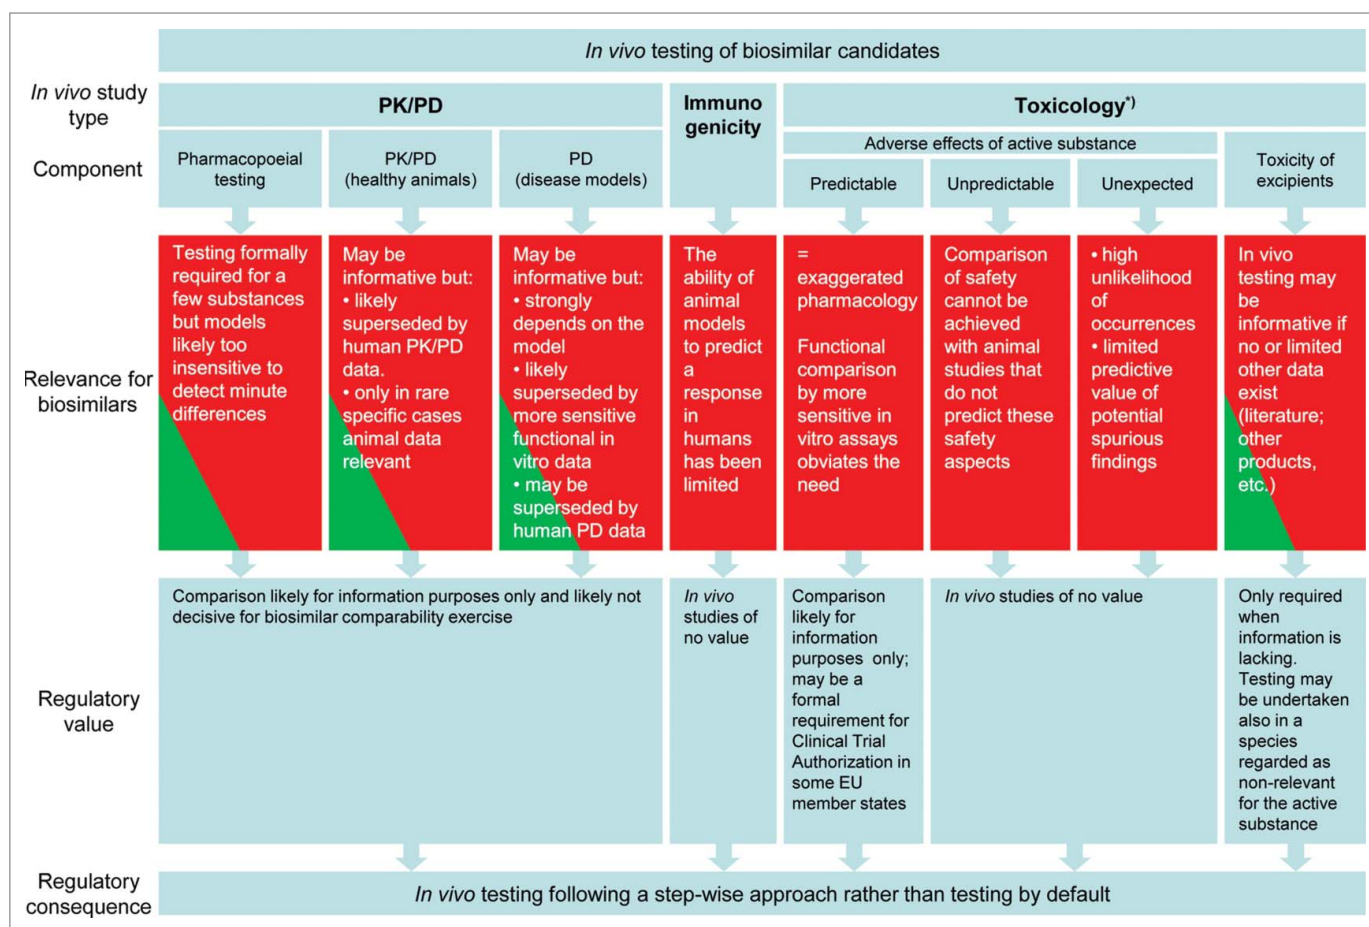 In vivo testing of biosimilar candidates
In vivo study
type
PK/PD
Immuno
genicity
Toxicology*)
Component
Pharmacopoeial
testing
PK/PD
(healthy animals)
PD
(disease models)
Adverse effects of active substance
Predictable
Unpredictable
Unexpected
Toxicity of
excipients
Relevance for
biosimilars
Testing formally
required for a
few substances
but models
likely too
insensitive to
detect minute
differences
May be
informative but:
• likely
superseded by
human PK/PD
data.
• only in rare
specific cases
animal data
relevant
May be
informative but:
• strongly
depends on the
model
• likely
superseded by
more sensitive
functional in
vitro data
• may be
superseded by
human PD data
The
ability of
animal
models
to predict
a
response
in
humans
has been
limited
=
exaggerated
pharmacology
Functional
comparison
by more
sensitive in
vitro assays
obviates the
need
Comparison
of safety
cannot be
achieved
with animal
studies that
do not
predict these
safety
aspects
• high
unlikelihood
of
occurrences
• limited
predictive
value of
potential
spurious
findings
In vivo
testing may
be
informative if
no or limited
other data
exist
(literature;
other
products,
etc.)
Regulatory
value
Comparison likely for information purposes only and likely not
decisive for biosimilar comparability exercise
In vivo
studies of
no value
Comparison
likely for
information
purposes only;
may be a
formal
requirement for
Clinical Trial
Authorization in
some EU
member states
In vivo studies of no value
Only required
when
information is
lacking.
Testing may
be undertaken
also in a
species
regarded as
non-relevant
for the active
substance
Regulatory
consequence
In vivo testing following a step-wise approach rather than testing by default